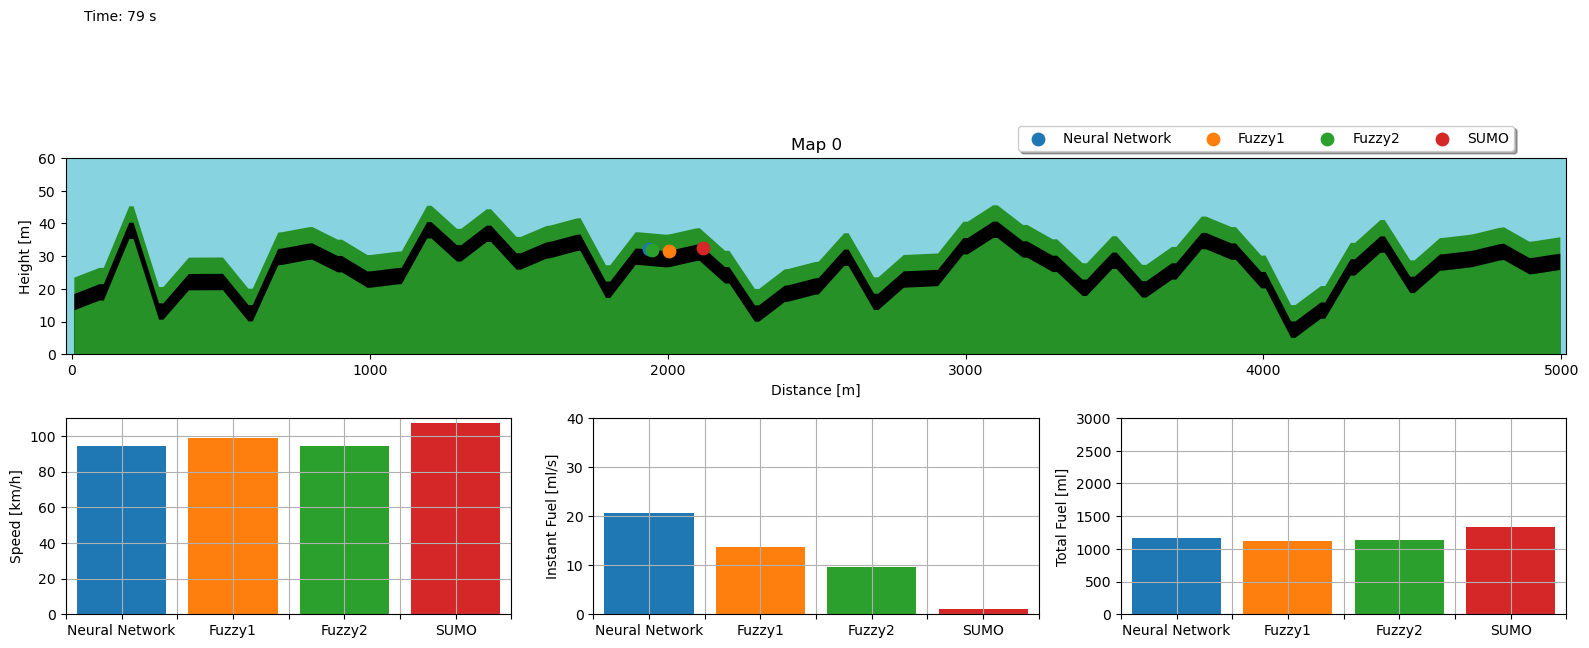 Time: 79 s
Neural Network Fuzzy1 Fuzzy2 SUMO
Map 0
Height [m]
60
50
40
30
20
10
0
0 1000 2000 3000 4000 5000
Distance [m]
Speed [km/h]
100
80
60
40
20
0
Neural Network Fuzzy1 Fuzzy2 SUMO
Instant Fuel [ml/s]
40
30
20
10
0
Neural Network Fuzzy1 Fuzzy2 SUMO
Total Fuel [ml]
3000
2500
2000
1500
1000
500
0
Neural Network Fuzzy1 Fuzzy2 SUMO